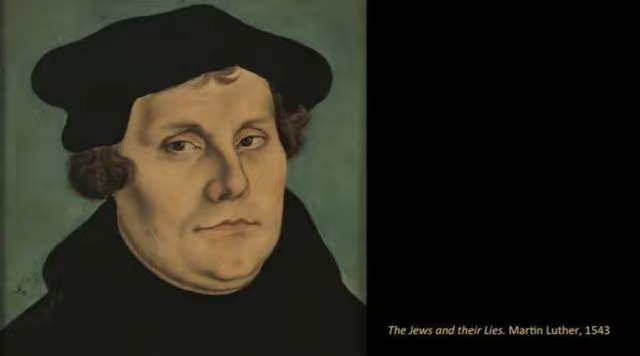 The Jews and their Lies. Martin Luther, 1543